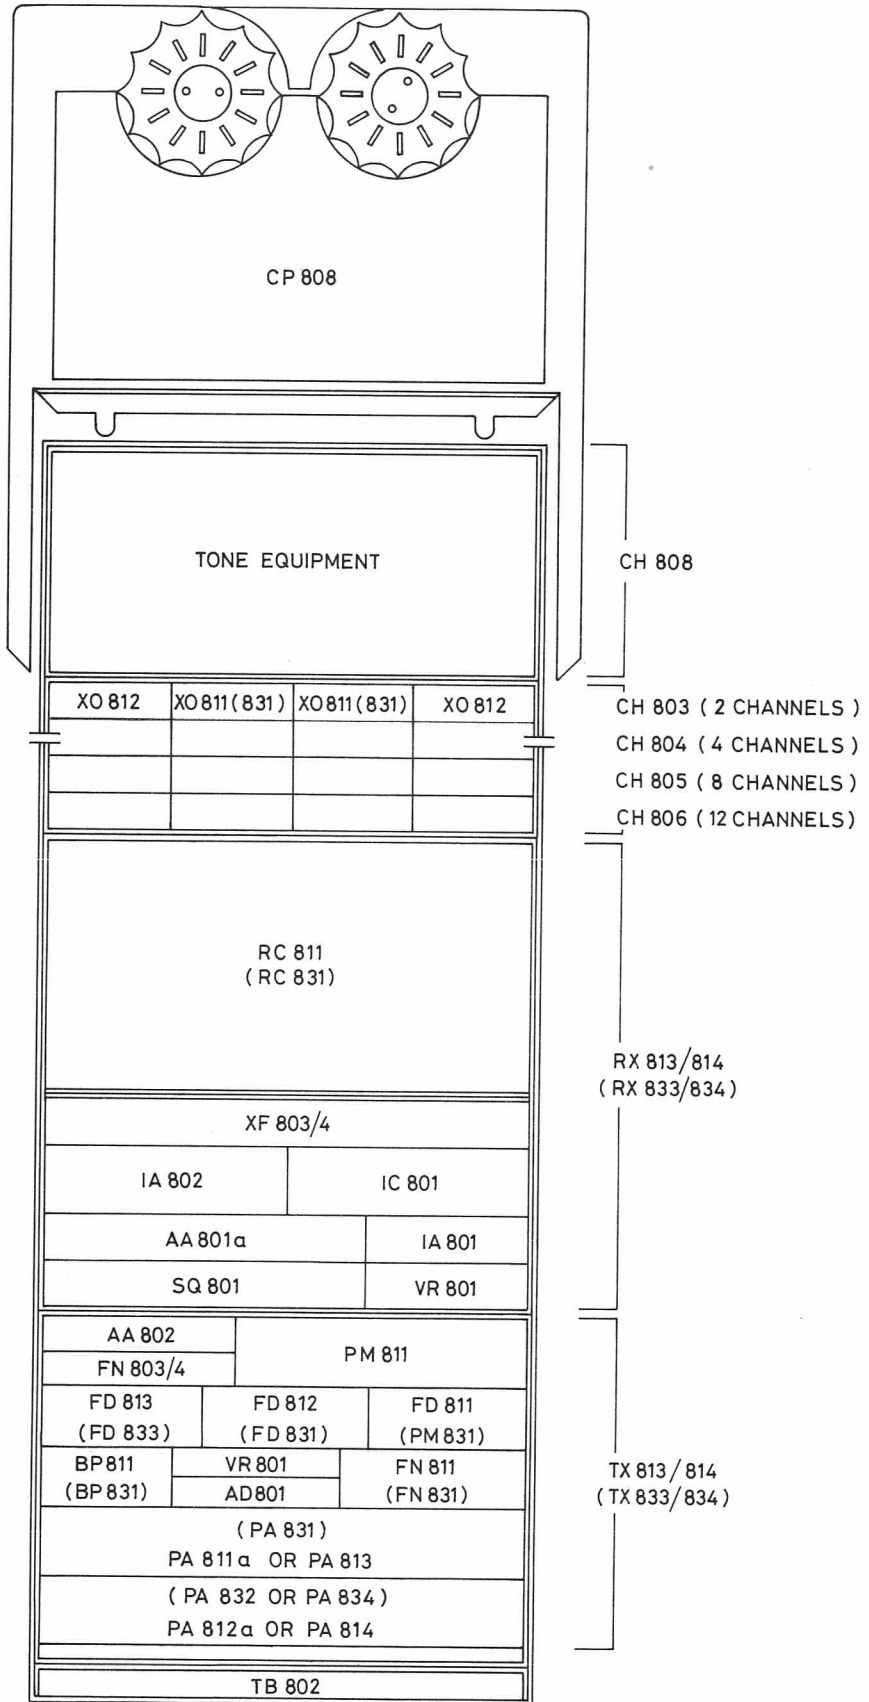 CP 808
TONE EQUIPMENT
CH 808
XO 812 XO 811 (831) XO 811 (831) XO 812
CH 803 ( 2 CHANNELS )
CH 804 ( 4 CHANNELS )
CH 805 ( 8 CHANNELS )
CH 806 ( 12 CHANNELS )
RC 811
( RC 831 )
RX 813/814
( RX 833/834 )
XF 803/4
IA 802 IC 801
AA 801a IA 801
SQ 801 VR 801
AA 802
FN 803/4
PM 811
FD 813
(FD 833)
FD 812
(FD 831)
FD 811
(PM 831)
BP 811
(BP 831)
VR 801
AD 801
FN 811
(FN 831)
TX 813/814
( TX 833/834 )
( PA 831 )
PA 811a OR PA 813
( PA 832 OR PA 834 )
PA 812a OR PA 814
TB 802